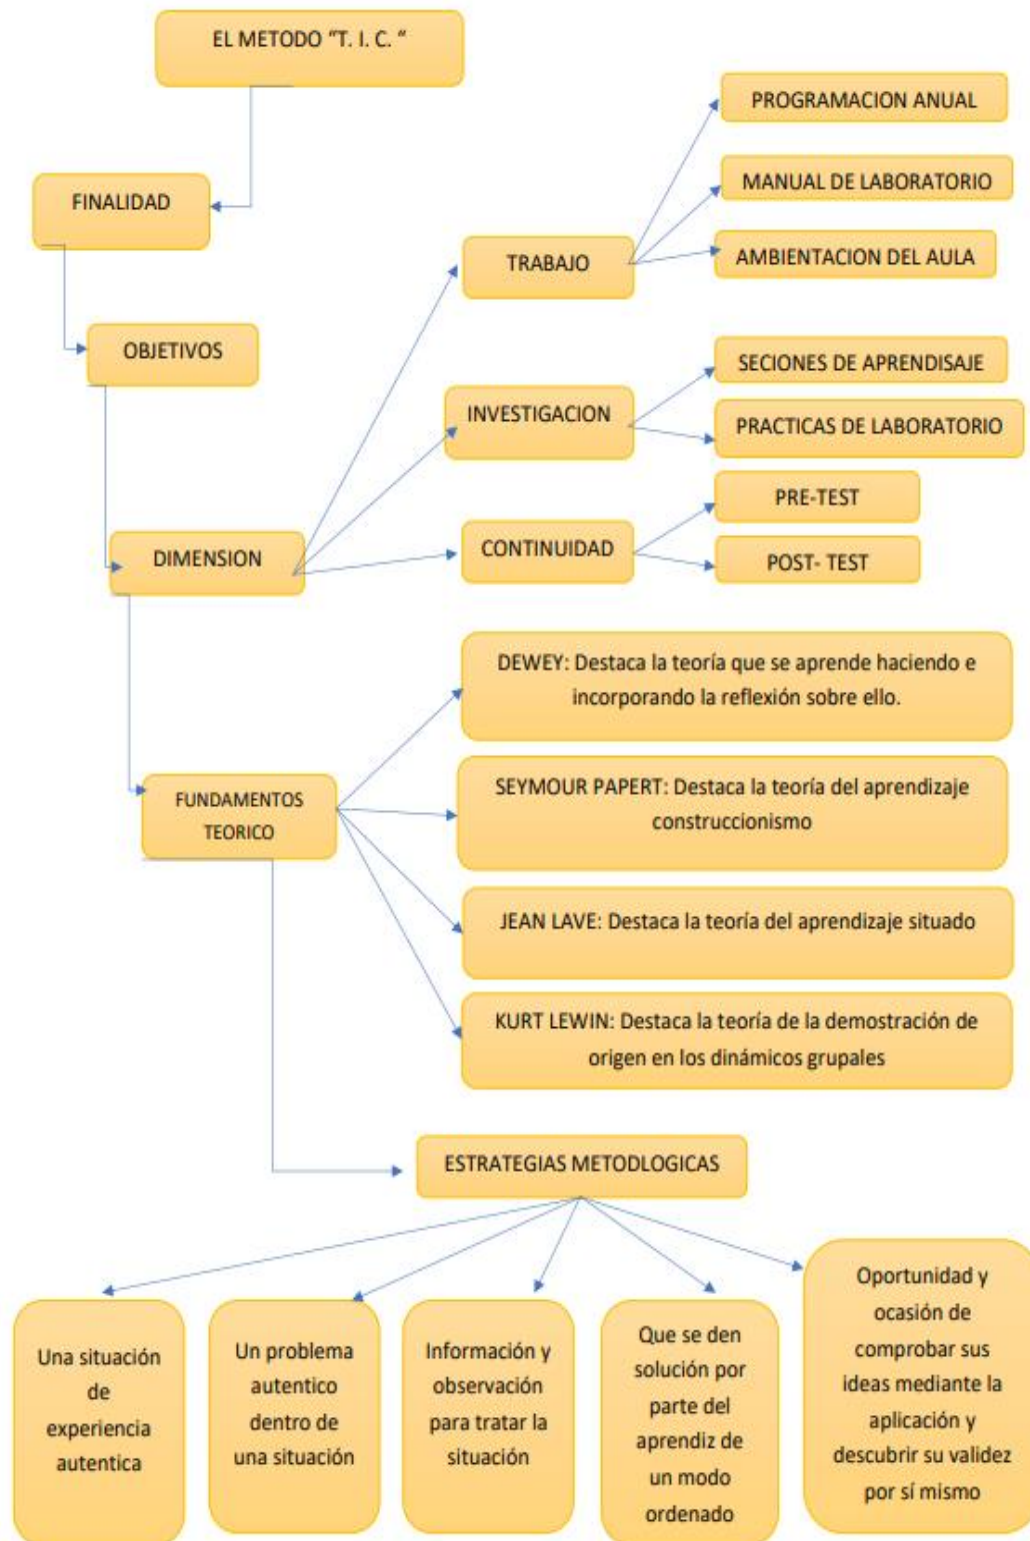 EL METODO “T. I. C. “
FINALIDAD
OBJETIVOS
DIMENSION
TRABAJO
PROGRAMACION ANUAL
MANUAL DE LABORATORIO
AMBIENTACION DEL AULA
INVESTIGACION
SECIONES DE APRENDISAJE
PRACTICAS DE LABORATORIO
CONTINUIDAD
PRE-TEST
POST- TEST
FUNDAMENTOS
TEORICO
DEWEY: Destaca la teoría que se aprende haciendo e
incorporando la reflexión sobre ello.
SEYMOUR PAPERT: Destaca la teoría del aprendizaje
construccionismo
JEAN LAVE: Destaca la teoría del aprendizaje situado
KURT LEWIN: Destaca la teoría de la demostración de
origen en los dinámicos grupales
ESTRATEGIAS METODLOGICAS
Una situación
de
experiencia
autentica
Un problema
autentico
dentro de
una situación
Información y
observación
para tratar la
situación
Que se den
solución por
parte del
aprendiz de
un modo
ordenado
Oportunidad y
ocasión de
comprobar sus
ideas mediante la
aplicación y
descubrir su validez
por sí mismo